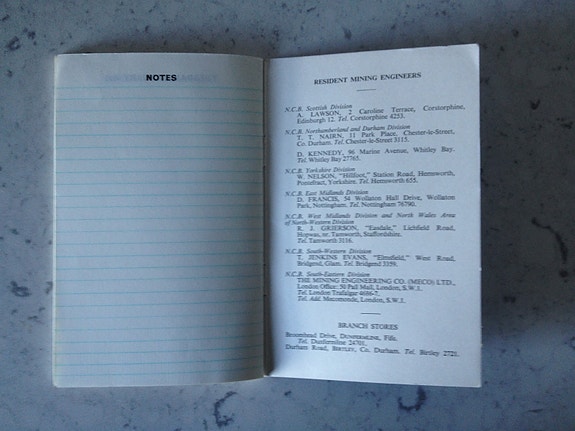 NOTES
RESIDENT MINING ENGINEERS
N.C.B. Scottish Division
A. LAWSON, 2 Caroline Terrace, Corstorphine,
Edinburgh 12. Tel. Corstorphine 4253.
N.C.B. Northumberland and Durham Division
T. T. NAIRN, 11 Park Place, Chester-le-Street,
Co. Durham. Tel. Chester-le-Street 3115.
D. KENNEDY, 96 Marine Avenue, Whitley Bay.
Tel. Whitley Bay 27765.
N.C.B. Yorkshire Division
W. NELSON, "Hillfoot," Station Road, Hemsworth,
Pontefract, Yorkshire. Tel. Hemsworth 655.
N.C.B. East Midlands Division
D. FRANCIS, 54 Wollaton Hall Drive, Wollaton
Park, Nottingham. Tel. Nottingham 76790.
N.C.B. West Midlands Division and North Wales Area
of North-Western Division
R. J. GRIERSON, "Easdale," Lichfield Road,
Hopwas, nr. Tamworth, Staffordshire.
Tel. Tamworth 3116.
N.C.B. South-Western Division
T. JENKINS EVANS, "Elmsfield," West Road,
Bridgend, Glam. Tel. Bridgend 3359.
N.C.B. South-Eastern Division
THE MINING ENGINEERING CO. (MECO) LTD.,
London Office: 50 Pall Mall, London, S.W.1.
Tel. London Trafalgar 4686-7.
Tel. Add. Mecomonde, London, S.W.1.
BRANCH STORES
Broomhead Drive, DUNFERMLINE, Fife.
Tel. Dunfermline 24701.
Durham Road, BIRTLEY, Co. Durham. Tel. Birtley 2721.